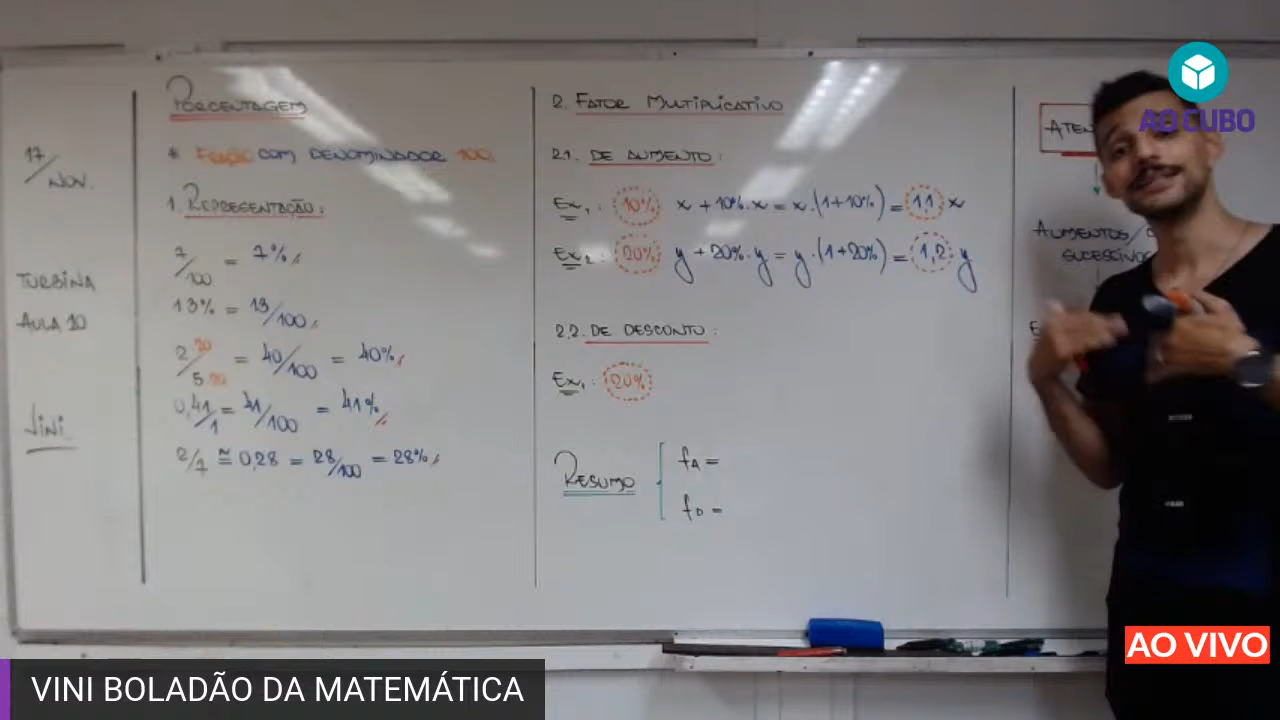 17/NOV.
TURBINA
AULA 10
Vini
PORCENTAGEM
* FRAÇÃO COM DENOMINADOR 100.
1. REPRESENTAÇÃO:
7/100 = 7%
13% = 13/100
2.20/5.20 = 40/100 = 40%
0,41/1 = 41/100 = 41%
2/7 ≅ 0,28 = 28/100 = 28%
2. FATOR MULTIPLICATIVO
2.1. DE AUMENTO:
Ex1: 10% x + 10%.x = x.(1+10%) = 1,1.x
Ex2: 20% y + 20%.y = y.(1+20%) = 1,2.y
2.2. DE DESCONTO:
Ex1: 20%
RESUMO
fA =
fD =
ATEN
AUMENTOS/
SUCESSIVOS
AO CUBO
AO VIVO
VINI BOLADÃO DA MATEMÁTICA